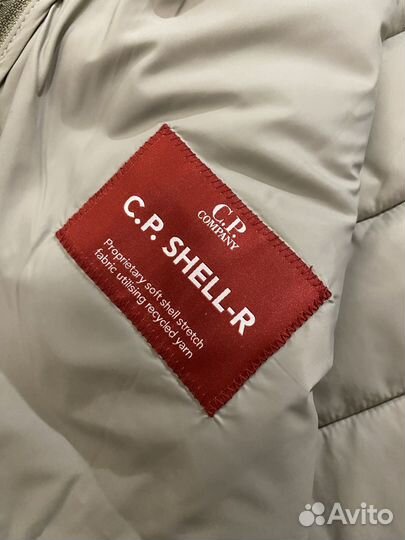 C.P.
COMPANY
C.P. SHELL-R
Proprietary soft shell stretch
fabric utilising recycled yarn
Avito